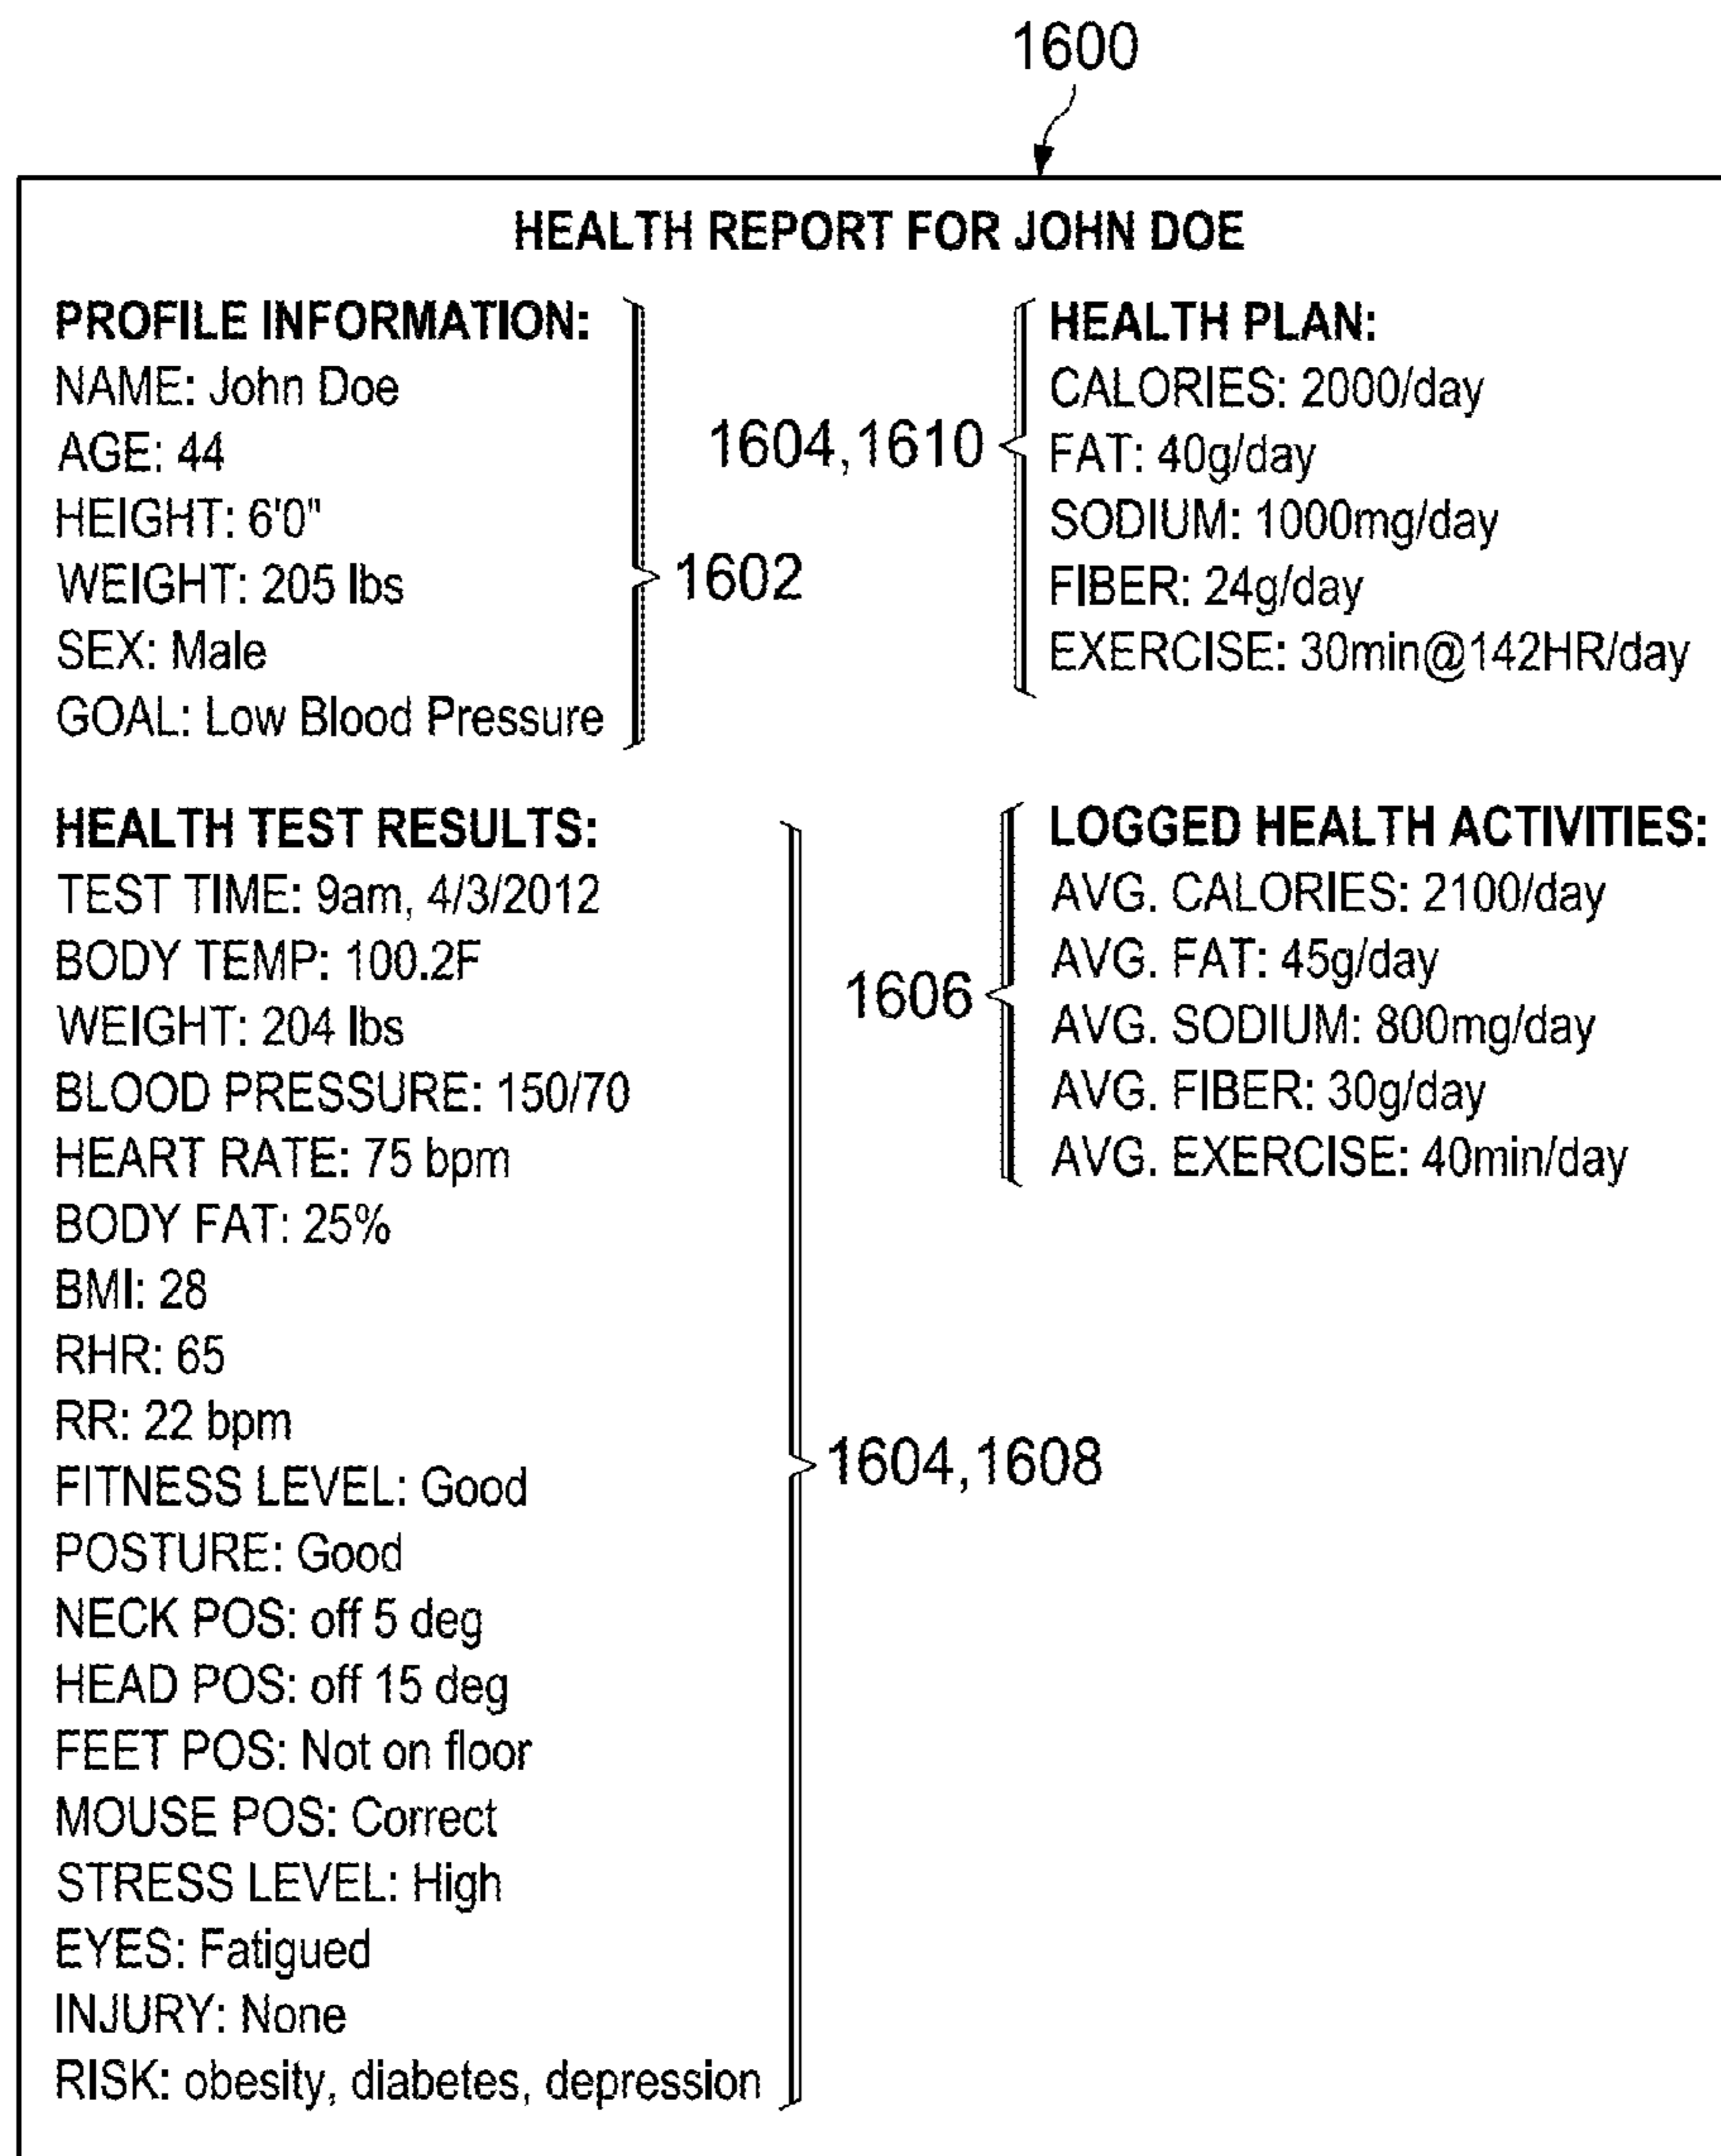 1600
HEALTH REPORT FOR JOHN DOE
PROFILE INFORMATION:
NAME: John Doe
AGE: 44
HEIGHT: 6'0"
WEIGHT: 205 lbs
SEX: Male
GOAL: Low Blood Pressure
1602
1604,1610
HEALTH PLAN:
CALORIES: 2000/day
FAT: 40g/day
SODIUM: 1000mg/day
FIBER: 24g/day
EXERCISE: 30min@142HR/day
HEALTH TEST RESULTS:
TEST TIME: 9am, 4/3/2012
BODY TEMP: 100.2F
WEIGHT: 204 lbs
BLOOD PRESSURE: 150/70
HEART RATE: 75 bpm
BODY FAT: 25%
BMI: 28
RHR: 65
RR: 22 bpm
FITNESS LEVEL: Good
POSTURE: Good
NECK POS: off 5 deg
HEAD POS: off 15 deg
FEET POS: Not on floor
MOUSE POS: Correct
STRESS LEVEL: High
EYES: Fatigued
INJURY: None
RISK: obesity, diabetes, depression
1604,1608
1606
LOGGED HEALTH ACTIVITIES:
AVG. CALORIES: 2100/day
AVG. FAT: 45g/day
AVG. SODIUM: 800mg/day
AVG. FIBER: 30g/day
AVG. EXERCISE: 40min/day